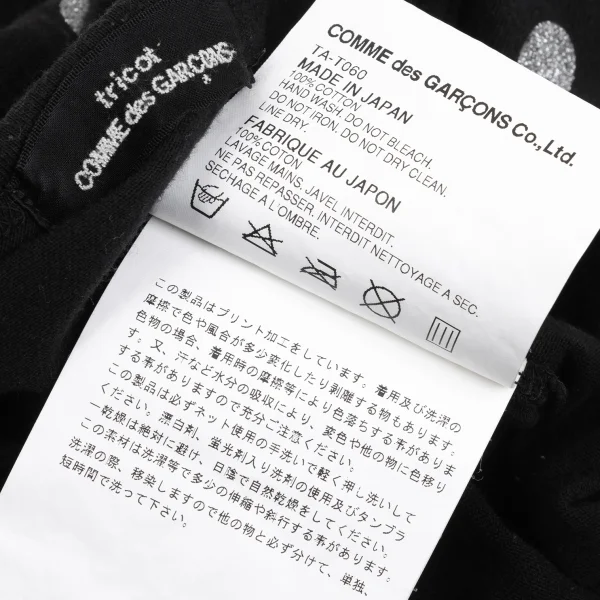 tricot
COMME des GARÇONS
COMME des GARÇONS Co.,Ltd.
TA-T060
MADE IN JAPAN
100% COTTON
HAND WASH. DO NOT BLEACH.
DO NOT IRON. DO NOT DRY CLEAN.
LINE DRY.
FABRIQUE AU JAPON
100% COTON
LAVAGE MAINS. JAVEL INTERDIT.
NE PAS REPASSER. INTERDIT NETTOYAGE A SEC.
SECHAGE A L'OMBRE.
この製品はプリント加工をしています。着用及び洗濯の
摩擦で色や風合が多少変化したり剥離する物もあります。
色物の場合、着用時の摩擦等により色落ちする事がありま
す。又、汗など水分の吸収により、変色や他の物に色移り
する事がありますので充分ご注意ください。
この製品は必ずネット使用の手洗いで軽く押し洗いして
ください。漂白剤、蛍光剤入り洗剤の使用及びタンブラ
ー乾燥は絶対に避け、日陰で自然乾燥をしてください。
この素材は洗濯等で多少の伸縮や斜行する事があります。
洗濯の際、移染しますので他の物と必ず分けて、単独、
短時間で洗って下さい。